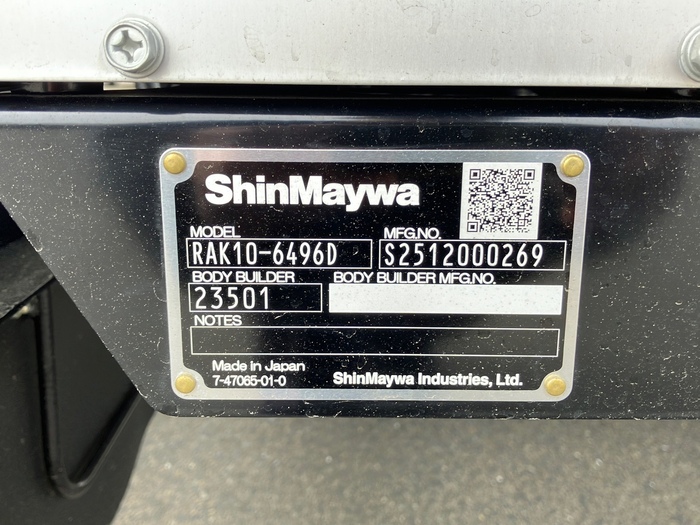 ShinMaywa
MODEL MFG.NO.
RAK10-6496D S2512000269
BODY BUILDER BODY BUILDER MFG.NO.
23501
NOTES
Made in Japan
7-47065-01-0 ShinMaywa Industries, Ltd.